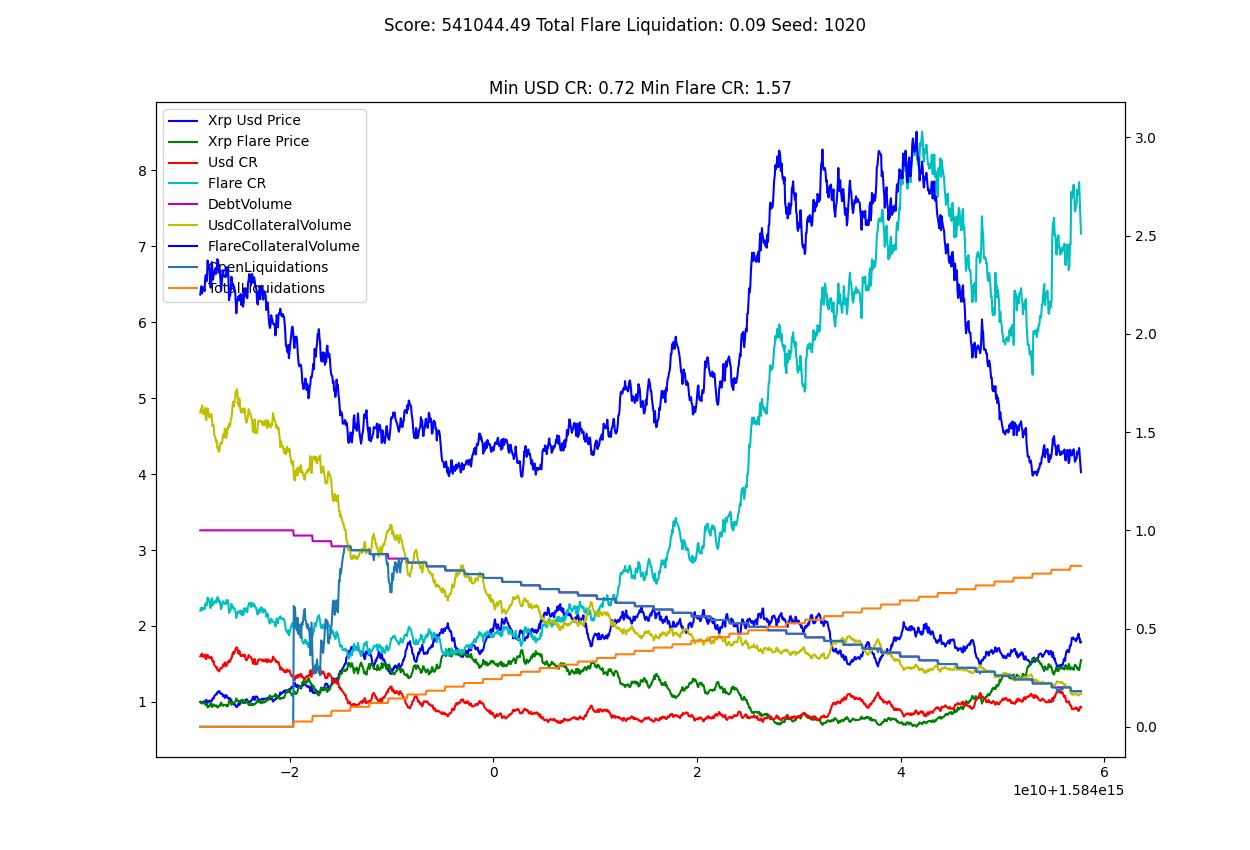 Score: 541044.49 Total Flare Liquidation: 0.09 Seed: 1020
Min USD CR: 0.72 Min Flare CR: 1.57
Xrp Usd Price
Xrp Flare Price
Usd CR
Flare CR
DebtVolume
UsdCollateralVolume
FlareCollateralVolume
OpenLiquidations
TotalLiquidations
8
7
6
5
4
3
2
1
3.0
2.5
2.0
1.5
1.0
0.5
0.0
−2
0
2
4
6
1e10+1.584e15